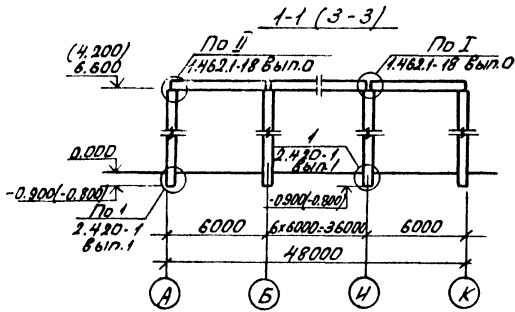 1-1 (3-3)
По II
1.462.1-18 вып.0
По I
1.462.1-18 вып.0
(4.200)
6.600
0.000
-0.900(-0.800)
По 1
2.420-1
вып.1
1
2.420-1
вып.1
-0.900(-0.800)
6000
6х6000=36000
6000
48000
А
Б
И
К